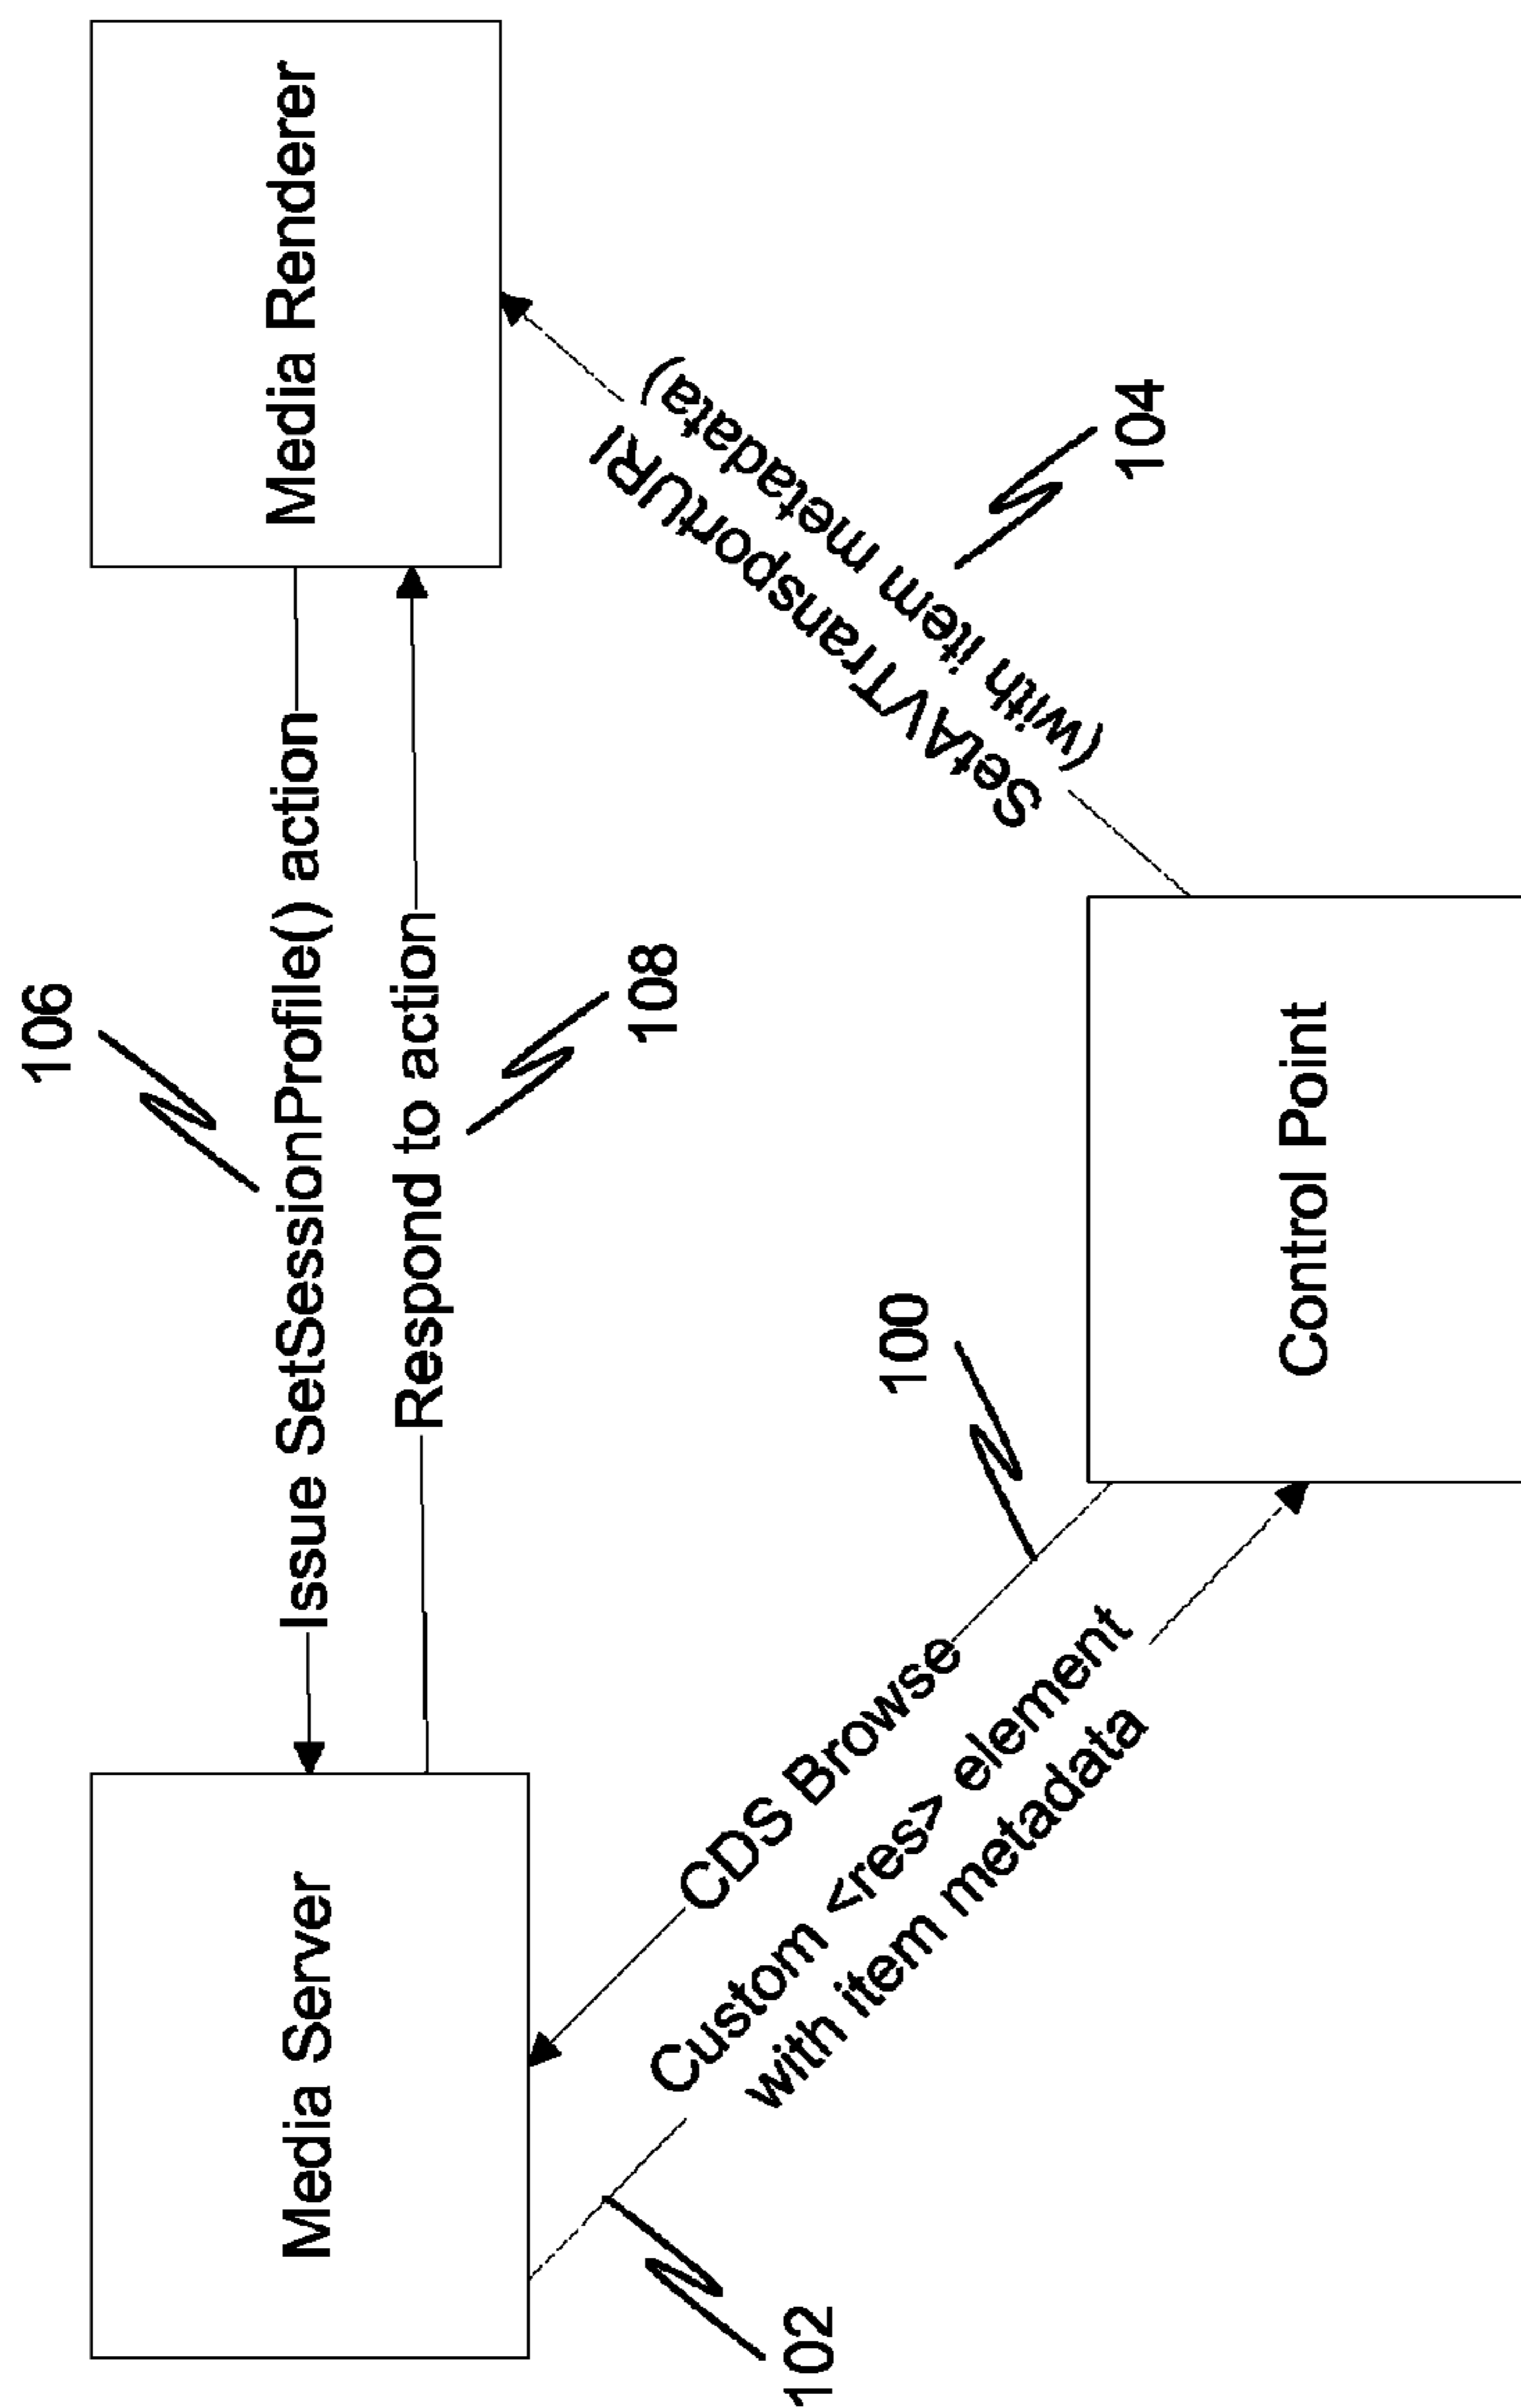 106
Media Server
Issue SetSessionProfile() action
Media Renderer
Respond to action
108
102
Custom <res> element
with item metadata
CDS Browse
100
SetAVTransportURI
(with item metadata)
104
Control Point